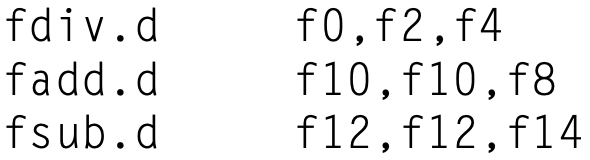 fdiv.d f0,f2,f4
fadd.d f10,f10,f8
fsub.d f12,f12,f14